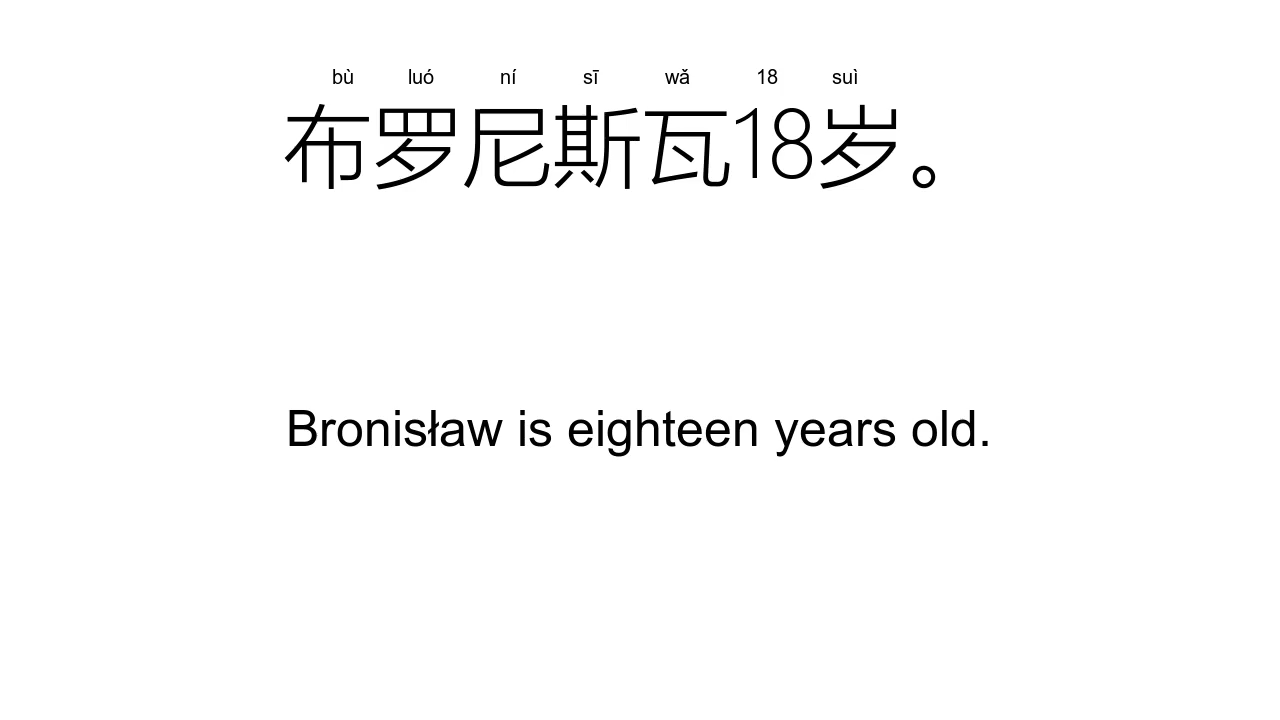 bù luó ní sī wǎ 18 suì
布罗尼斯瓦18岁。
Bronisław is eighteen years old.